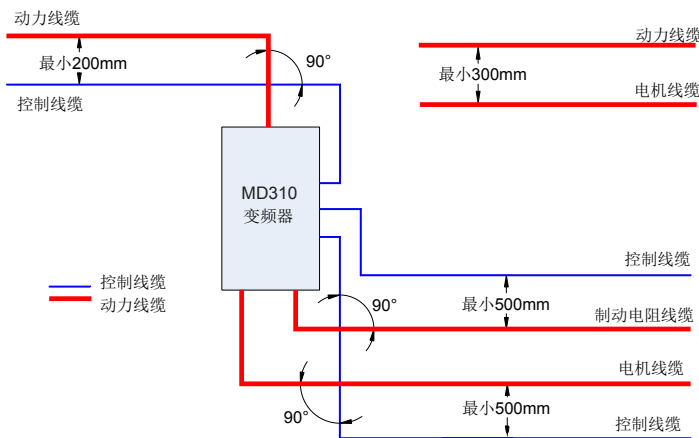 动力线缆
最小200mm
90°
控制线缆
动力线缆
最小300mm
电机线缆
MD310
变频器
控制线缆
动力线缆
控制线缆
最小500mm
90°
制动电阻线缆
电机线缆
90°
最小500mm
控制线缆